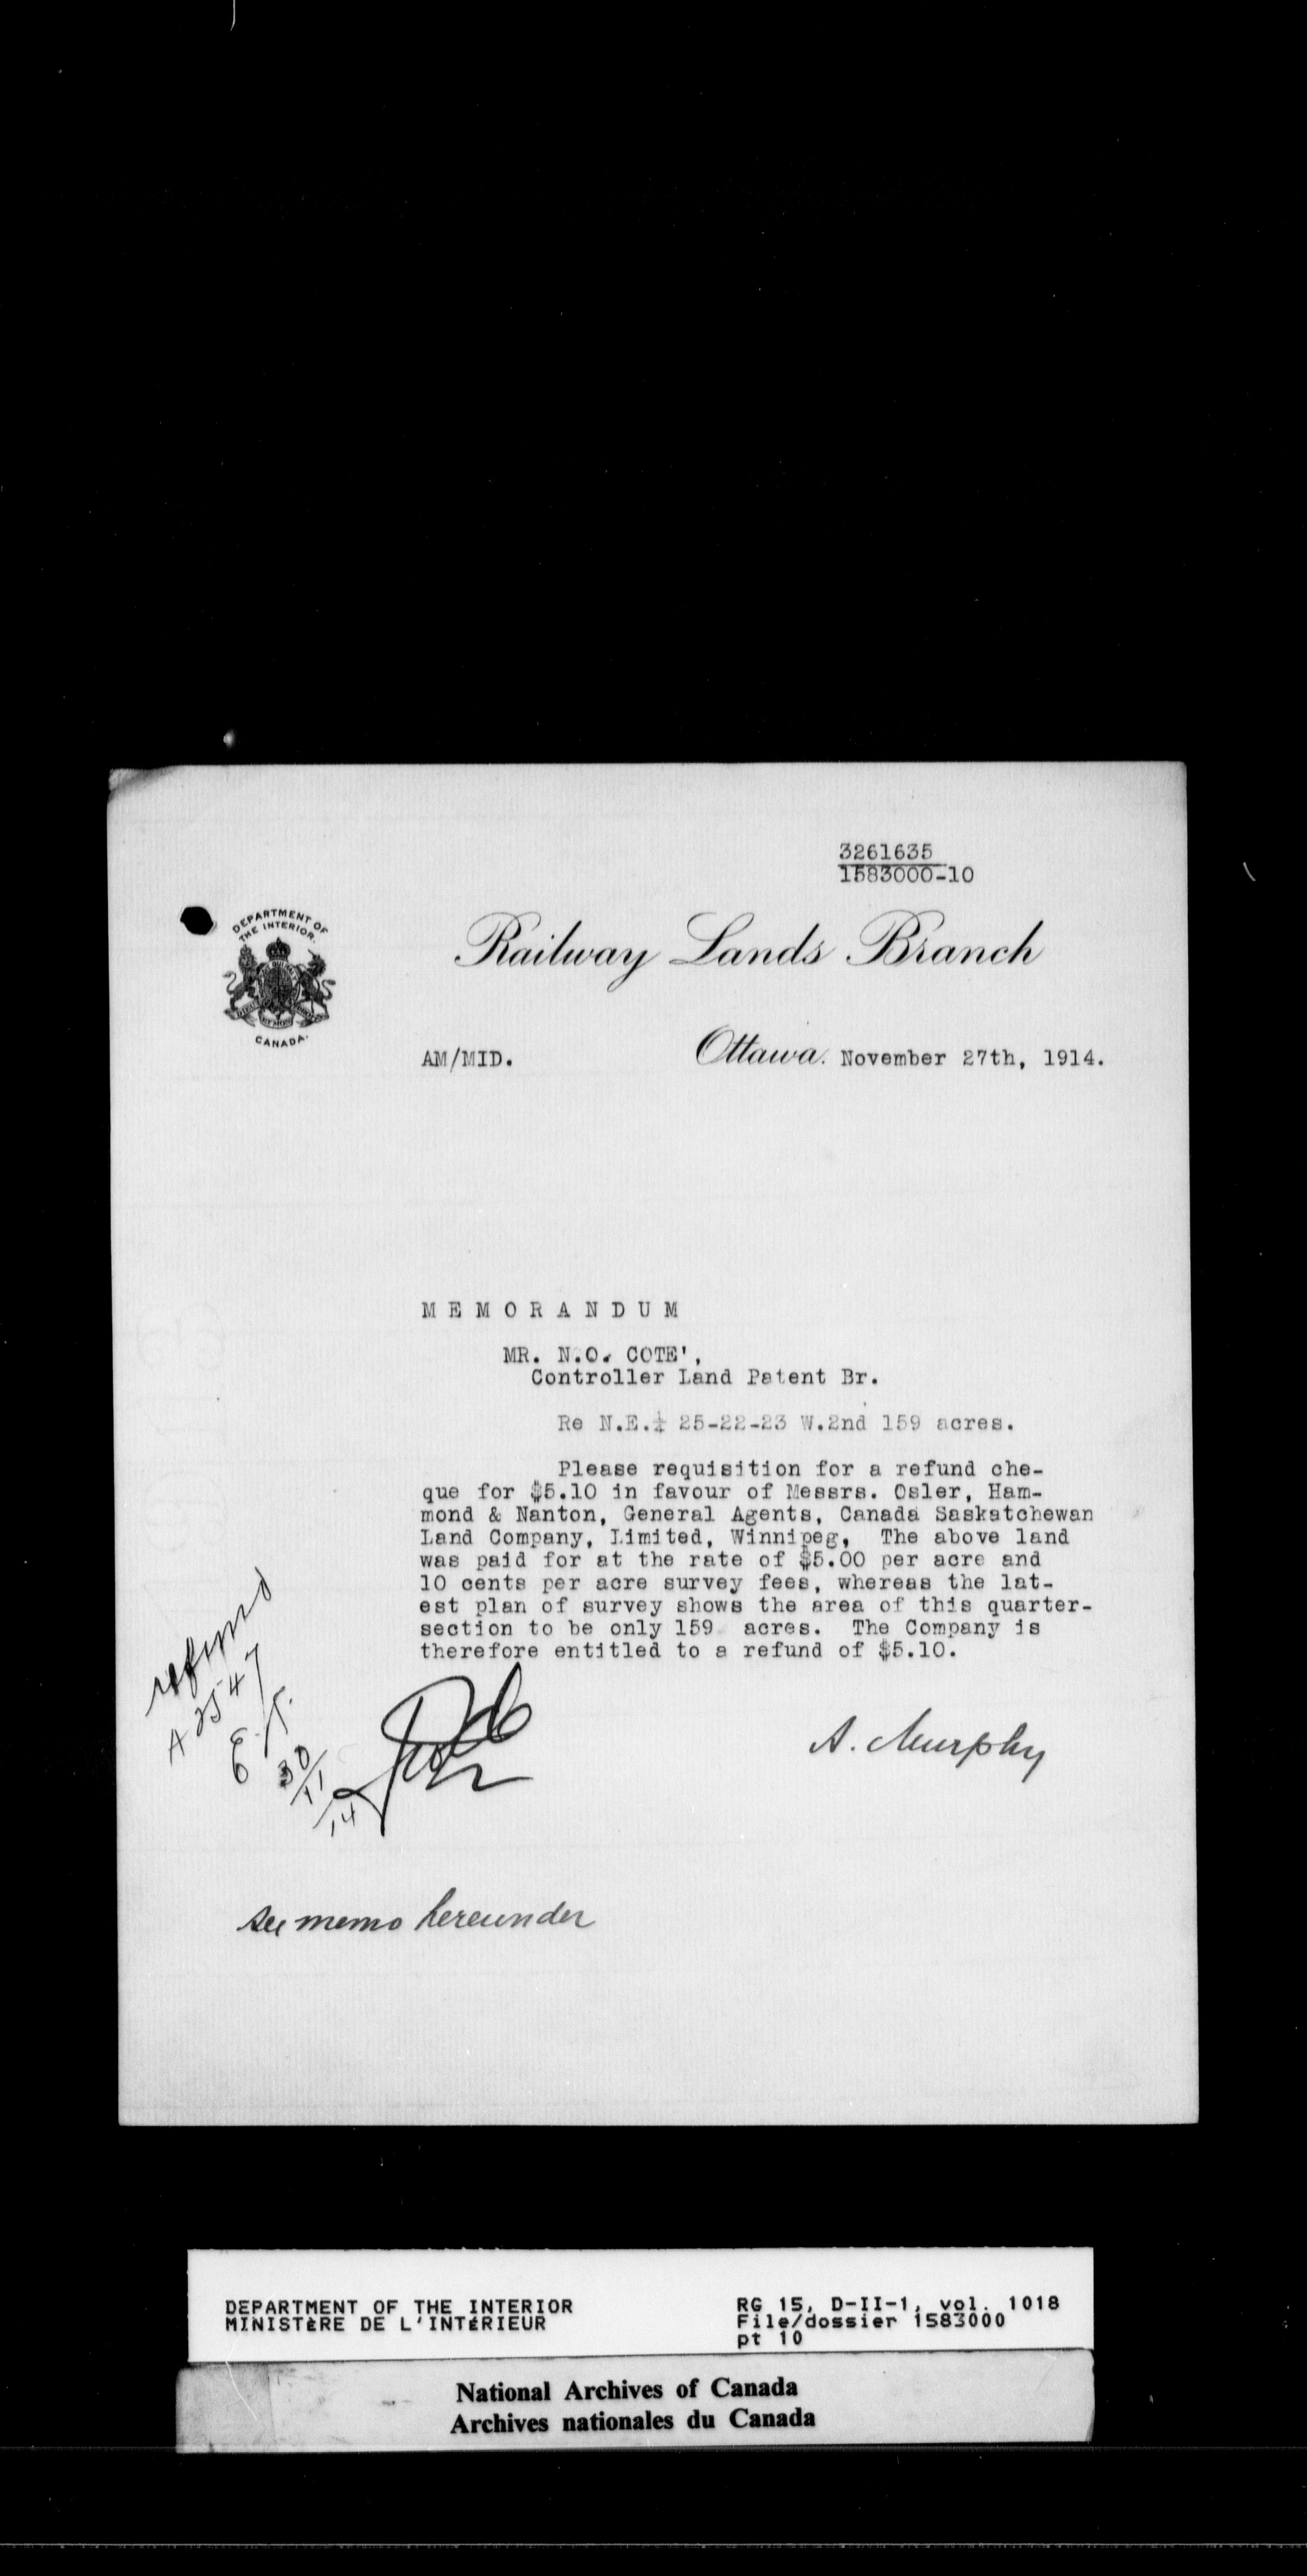 3261635
1583000-10
DEPARTMENT OF
THE INTERIOR.
CANADA.
Railway Lands Branch
AM/MID.
Ottawa. November 27th, 1914.
M E M O R A N D U M
MR. N.O. COTE',
Controller Land Patent Br.
Re N.E.¼ 25-22-23 W.2nd 159 acres.
Please requisition for a refund che-
que for $5.10 in favour of Messrs. Osler, Ham-
mond & Nanton, General Agents, Canada Saskatchewan
Land Company, Limited, Winnipeg, The above land
was paid for at the rate of $5.00 per acre and
10 cents per acre survey fees, whereas the lat-
est plan of survey shows the area of this quarter-
section to be only 159 acres. The Company is
therefore entitled to a refund of $5.10.
refund
A 2547
30/11/14
A. Murphy
see memo hereunder
DEPARTMENT OF THE INTERIOR
MINISTÈRE DE L'INTÉRIEUR
RG 15, D-II-1, vol. 1018
File/dossier 1583000
pt 10
National Archives of Canada
Archives nationales du Canada